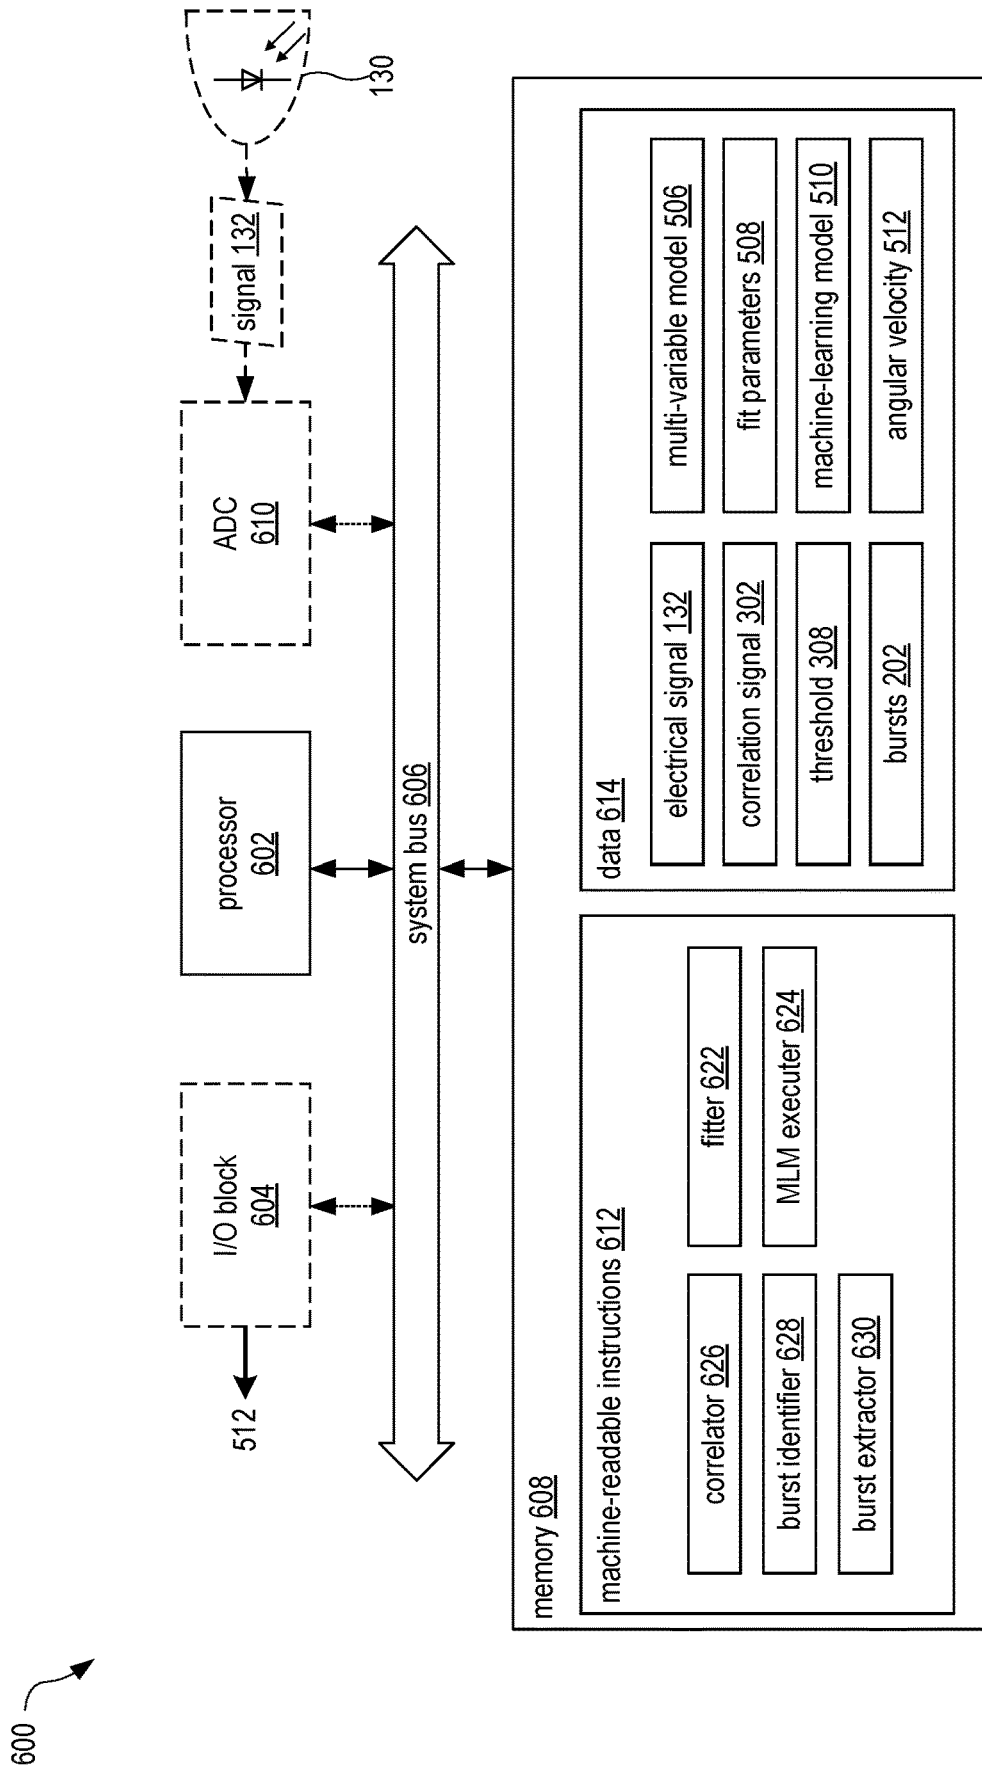 600
512
I/O block
604
processor
602
ADC
610
signal 132
130
system bus 606
memory 608
machine-readable instructions 612
correlator 626
burst identifier 628
burst extractor 630
fitter 622
MLM executer 624
data 614
electrical signal 132
correlation signal 302
threshold 308
bursts 202
multi-variable model 506
fit parameters 508
machine-learning model 510
angular velocity 512